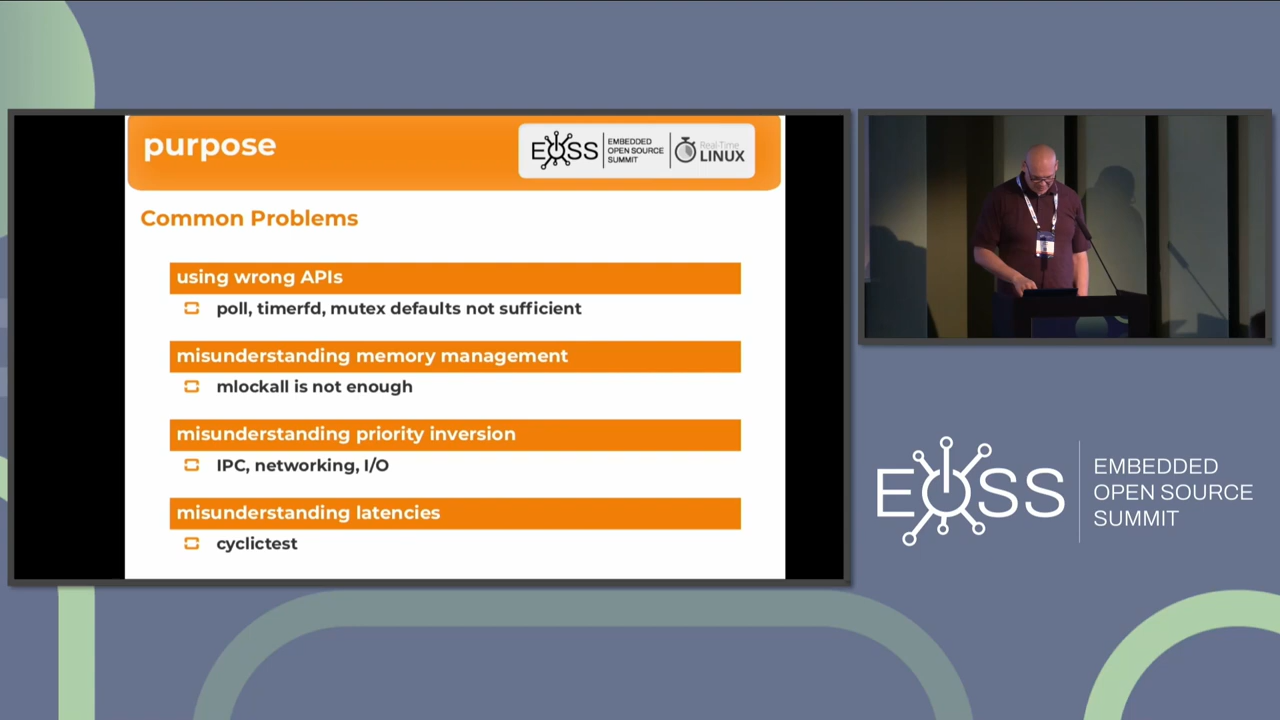 purpose
EOSS
EMBEDDED
OPEN SOURCE
SUMMIT
Real-Time
LINUX
Common Problems
using wrong APIs
poll, timerfd, mutex defaults not sufficient
misunderstanding memory management
mlockall is not enough
misunderstanding priority inversion
IPC, networking, I/O
misunderstanding latencies
cyclictest
EOSS
EMBEDDED
OPEN SOURCE
SUMMIT